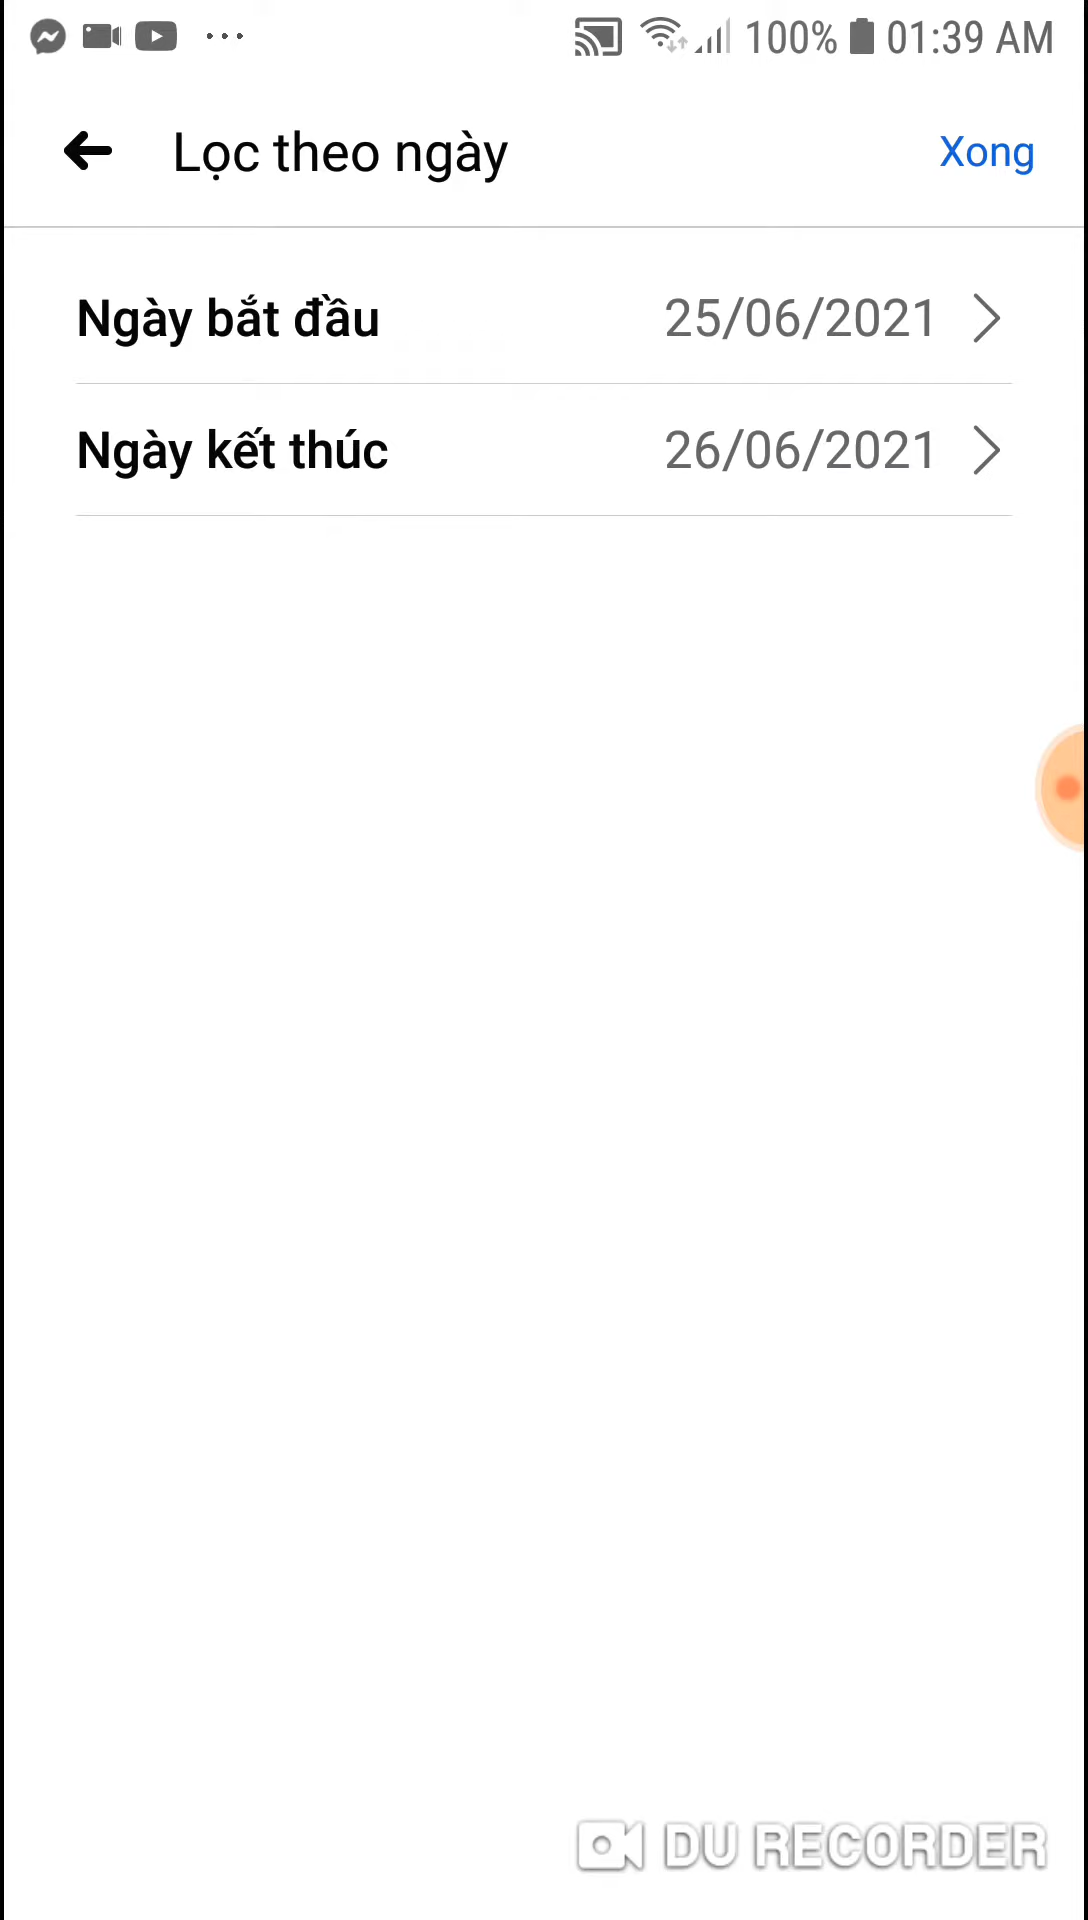 100% 01:39 AM
Lọc theo ngày Xong
Ngày bắt đầu 25/06/2021
Ngày kết thúc 26/06/2021
DU RECORDER